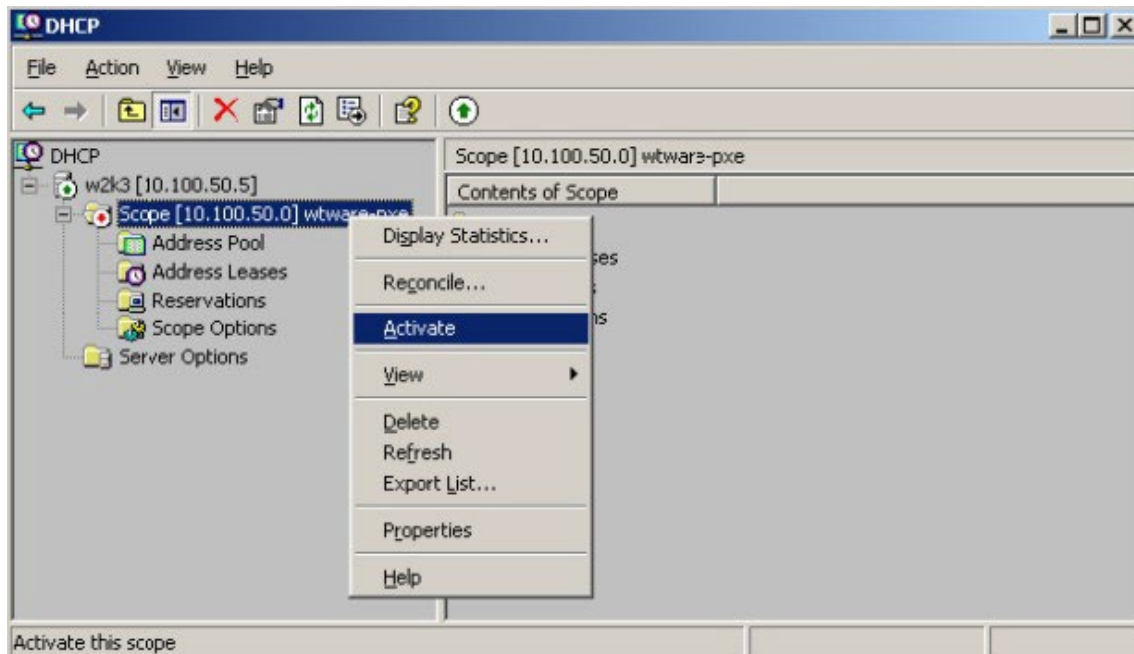 DHCP
File Action View Help
DHCP
Scope [10.100.50.0] wtware-pxe
w2k3 [10.100.50.5]
Contents of Scope
Scope [10.100.50.0] wtware-pxe
Address Pool
Address Leases
Reservations
Scope Options
Server Options
Display Statistics...
Reconcile...
Activate
View
Delete
Refresh
Export List...
Properties
Help
Activate this scope